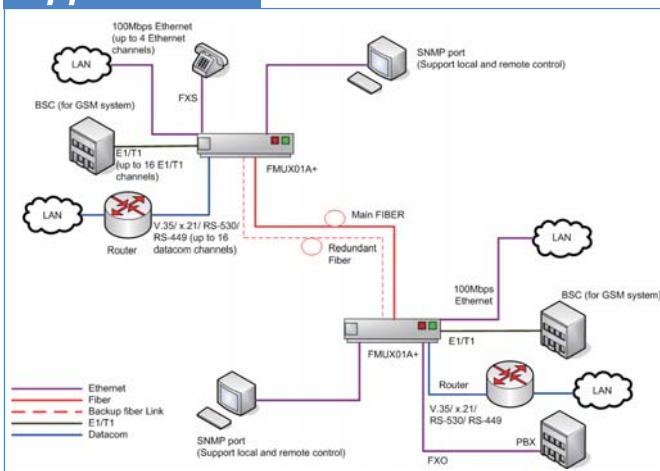 100Mbps Ethernet
(up to 4 Ethernet
channels)
LAN
FXS
SNMP port
(Support local and remote control)
BSC (for GSM system)
E1/T1
(up to 16 E1/T1
channels)
FMUX01A+
LAN
Router
V.35/ x.21/ RS-530/
RS-449 (up to 16
datacom channels)
Main FIBER
Redundant
Fiber
LAN
100Mbps
Ethernet
BSC (for GSM system)
FMUX01A+
E1/T1
Router
LAN
V.35/ x.21/
RS-530/ RS-449
PBX
FXO
SNMP port
(Support local and remote control)
Ethernet
Fiber
Backup fiber Link
E1/T1
Datacom